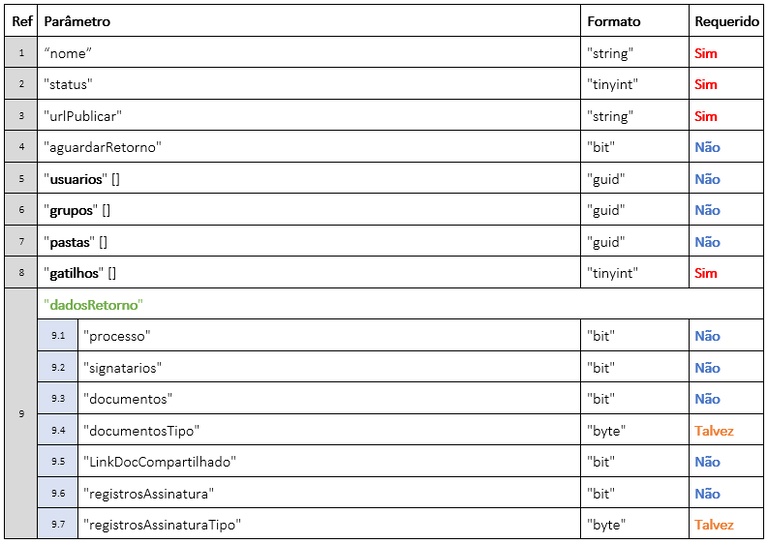 Ref Parâmetro Formato Requerido
1 “nome” "string" Sim
2 "status" "tinyint" Sim
3 "urlPublicar" "string" Sim
4 "aguardarRetorno" "bit" Não
5 "usuarios" [] "guid" Não
6 "grupos" [] "guid" Não
7 "pastas" [] "guid" Não
8 "gatilhos" [] "tinyint" Sim
9 "dadosRetorno"
9.1 "processo" "bit" Não
9.2 "signatarios" "bit" Não
9.3 "documentos" "bit" Não
9.4 "documentosTipo" "byte" Talvez
9.5 "LinkDocCompartilhado" "bit" Não
9.6 "registrosAssinatura" "bit" Não
9.7 "registrosAssinaturaTipo" "byte" Talvez